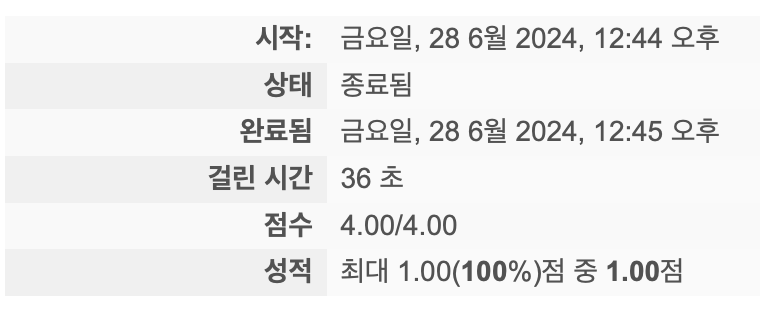 시작: 금요일, 28 6월 2024, 12:44 오후
상태 종료됨
완료됨 금요일, 28 6월 2024, 12:45 오후
걸린 시간 36 초
점수 4.00/4.00
성적 최대 1.00(100%)점 중 1.00점